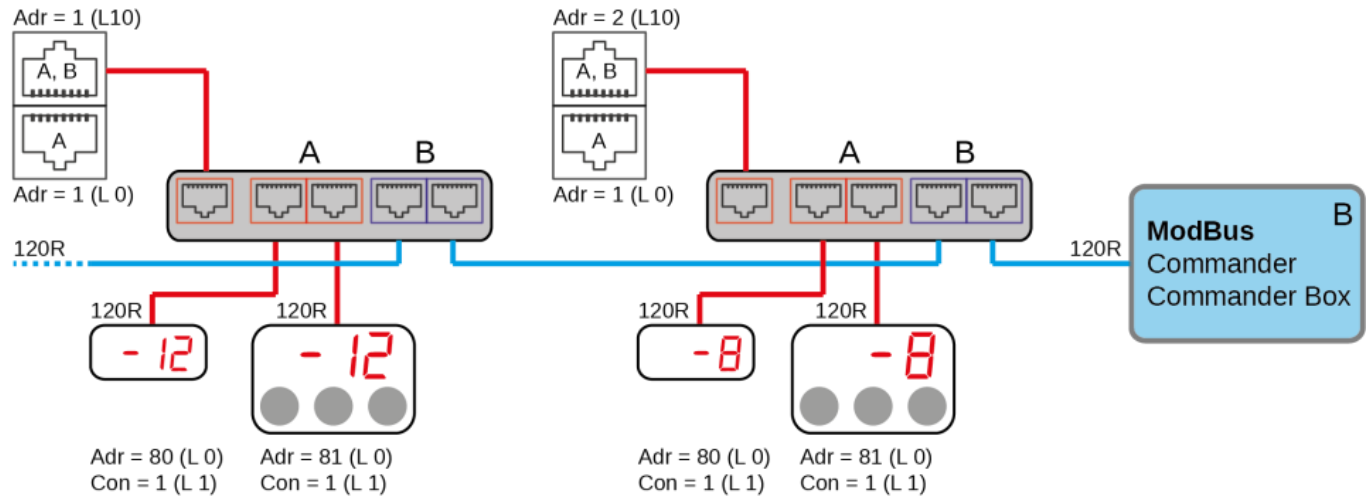 Adr = 1 (L10)
A, B
A
Adr = 1 (L 0)
A
B
120R
120R
120R
-12
-12
Adr = 80 (L 0)
Con = 1 (L 1)
Adr = 81 (L 0)
Con = 1 (L 1)
Adr = 2 (L10)
A, B
A
Adr = 1 (L 0)
A
B
120R
120R
120R
-8
-8
Adr = 80 (L 0)
Con = 1 (L 1)
Adr = 81 (L 0)
Con = 1 (L 1)
B
ModBus
Commander
Commander Box